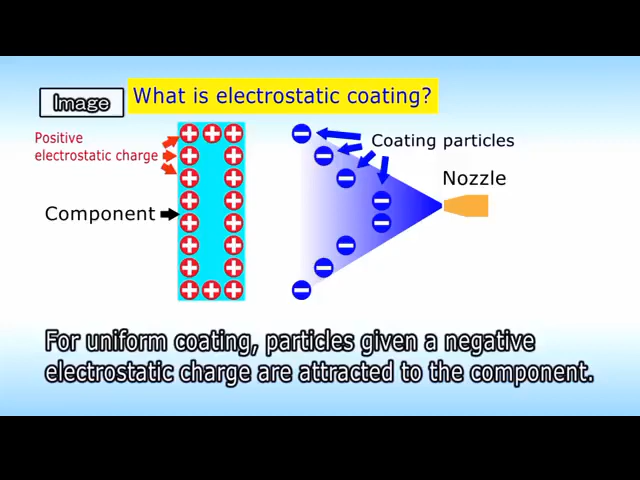 Image
What is electrostatic coating?
Positive
electrostatic charge
Coating particles
Nozzle
Component
For uniform coating, particles given a negative
electrostatic charge are attracted to the component.